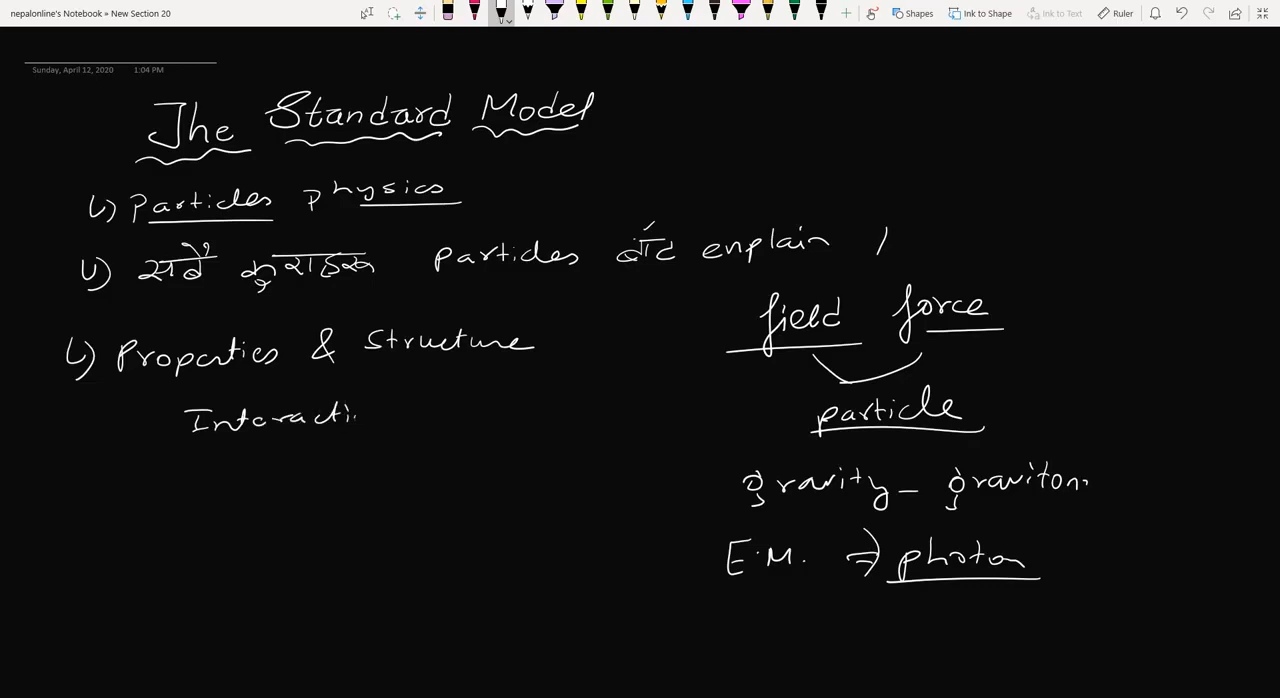 nepalonline's Notebook » New Section 20
Shapes
Ink to Shape
Ink to Text
Ruler
Sunday, April 12, 2020 1:04 PM
The Standard Model
Particles physics
सबै कुराहरू particles बाट explain
field force
particle
gravity - graviton
E.M. ⇒ photon
Properties & Structure
Interacti